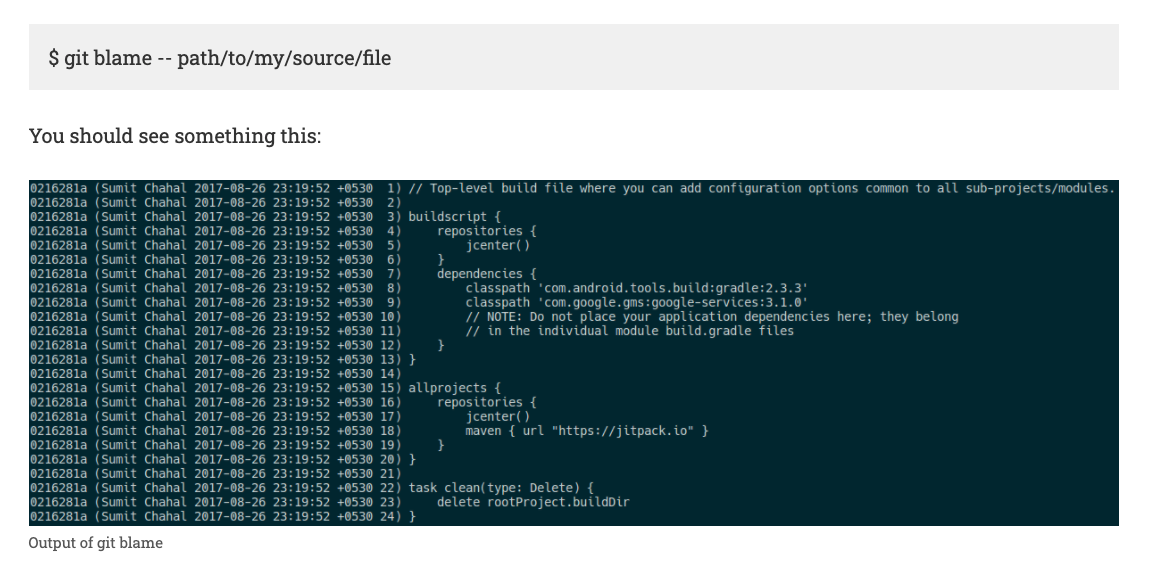 $ git blame -- path/to/my/source/file
You should see something this:
0216281a (Sumit Chahal 2017-08-26 23:19:52 +0530  1) // Top-level build file where you can add configuration options common to all sub-projects/modules.
0216281a (Sumit Chahal 2017-08-26 23:19:52 +0530  2)
0216281a (Sumit Chahal 2017-08-26 23:19:52 +0530  3) buildscript {
0216281a (Sumit Chahal 2017-08-26 23:19:52 +0530  4)     repositories {
0216281a (Sumit Chahal 2017-08-26 23:19:52 +0530  5)         jcenter()
0216281a (Sumit Chahal 2017-08-26 23:19:52 +0530  6)     }
0216281a (Sumit Chahal 2017-08-26 23:19:52 +0530  7)     dependencies {
0216281a (Sumit Chahal 2017-08-26 23:19:52 +0530  8)         classpath 'com.android.tools.build:gradle:2.3.3'
0216281a (Sumit Chahal 2017-08-26 23:19:52 +0530  9)         classpath 'com.google.gms:google-services:3.1.0'
0216281a (Sumit Chahal 2017-08-26 23:19:52 +0530 10)         // NOTE: Do not place your application dependencies here; they belong
0216281a (Sumit Chahal 2017-08-26 23:19:52 +0530 11)         // in the individual module build.gradle files
0216281a (Sumit Chahal 2017-08-26 23:19:52 +0530 12)     }
0216281a (Sumit Chahal 2017-08-26 23:19:52 +0530 13) }
0216281a (Sumit Chahal 2017-08-26 23:19:52 +0530 14)
0216281a (Sumit Chahal 2017-08-26 23:19:52 +0530 15) allprojects {
0216281a (Sumit Chahal 2017-08-26 23:19:52 +0530 16)     repositories {
0216281a (Sumit Chahal 2017-08-26 23:19:52 +0530 17)         jcenter()
0216281a (Sumit Chahal 2017-08-26 23:19:52 +0530 18)         maven { url "https://jitpack.io" }
0216281a (Sumit Chahal 2017-08-26 23:19:52 +0530 19)     }
0216281a (Sumit Chahal 2017-08-26 23:19:52 +0530 20) }
0216281a (Sumit Chahal 2017-08-26 23:19:52 +0530 21)
0216281a (Sumit Chahal 2017-08-26 23:19:52 +0530 22) task clean(type: Delete) {
0216281a (Sumit Chahal 2017-08-26 23:19:52 +0530 23)     delete rootProject.buildDir
0216281a (Sumit Chahal 2017-08-26 23:19:52 +0530 24) }
Output of git blame